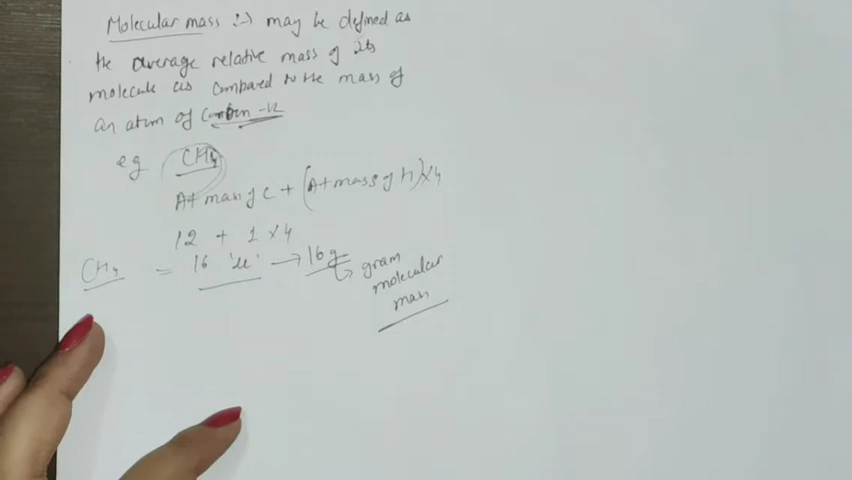 Molecular mass :-) may be defined as
the average relative mass of its
molecule as compared to the mass of
an atom of Carbon-12
eg CH4
At mass of C + (At mass of H) x 4
12 + 1 x 4
CH4 = 16 'u' → 16g
↳ gram
molecular
mass